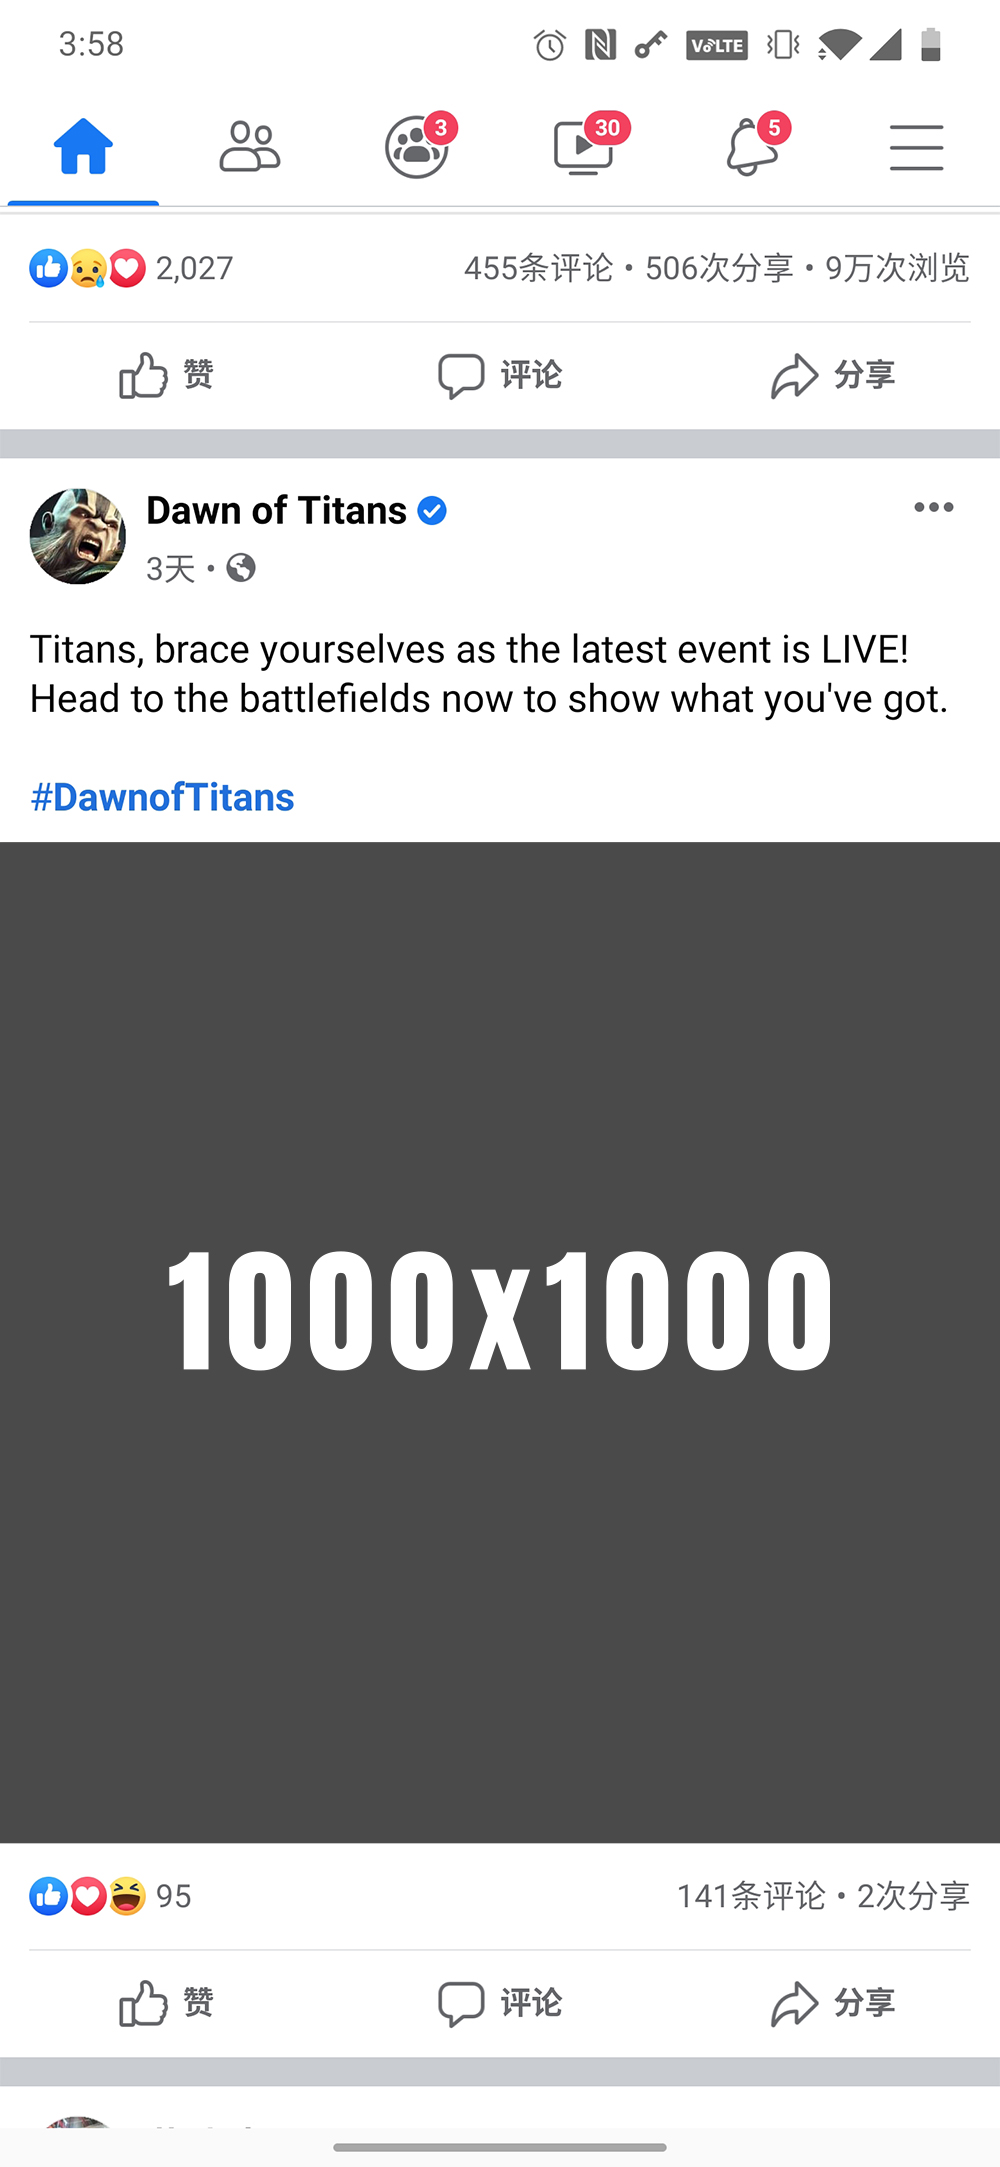 3:58
VoLTE
3
30
5
2,027
455条评论 · 506次分享 · 9万次浏览
赞
评论
分享
Dawn of Titans
3天 ·
Titans, brace yourselves as the latest event is LIVE!
Head to the battlefields now to show what you've got.
#DawnofTitans
1000x1000
95
141条评论 · 2次分享
赞
评论
分享